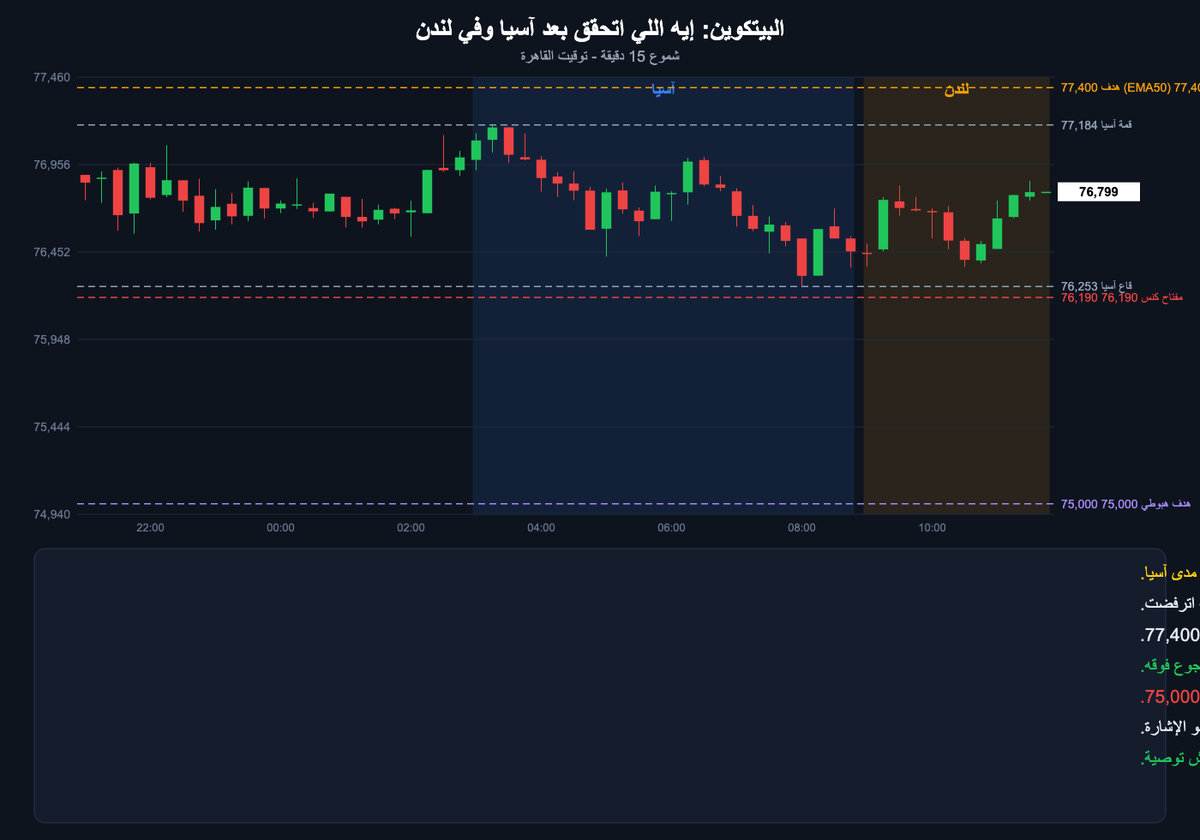 البيتكوين: إيه اللي اتحقق بعد آسيا وفي لندن
شموع 15 دقيقة - توقيت القاهرة
77,460
76,956
76,452
75,948
75,444
74,940
آسيا
لندن
77,400 هدف (EMA50) 77,40
77,184 قمة آسيا
76,799
76,253 قاع آسيا
76,190 76,190 مفتاح كنس
75,000 75,000 هدف هبوطي
22:00
00:00
02:00
04:00
06:00
08:00
10:00
مدى آسيا.
اترفضت.
77,400.
فوقه.
75,000.
الإشارة.
توصية.